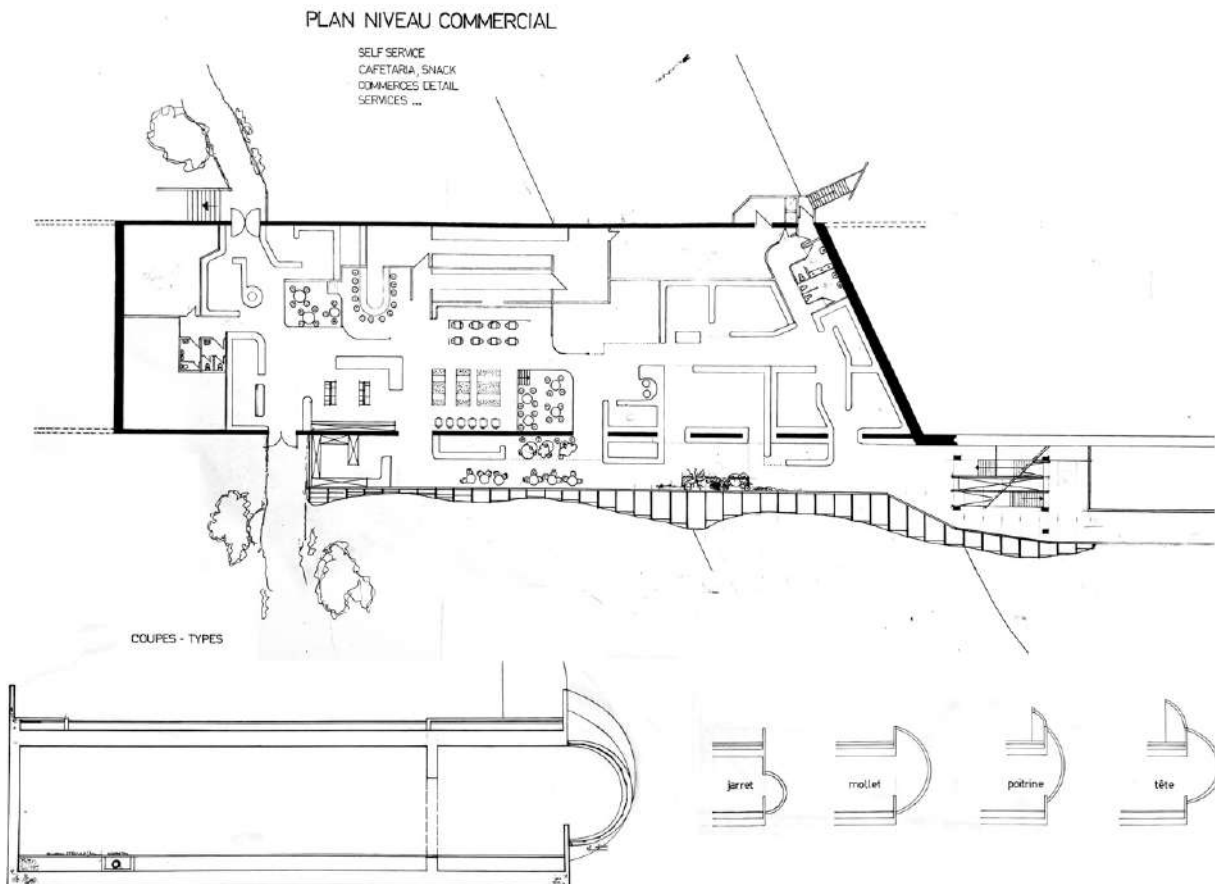 PLAN NIVEAU COMMERCIAL
SELF SERVICE
CAFETARIA, SNACK
COMMERCES DETAIL
SERVICES ...
COUPES - TYPES
jarret
mollet
poitrine
tête